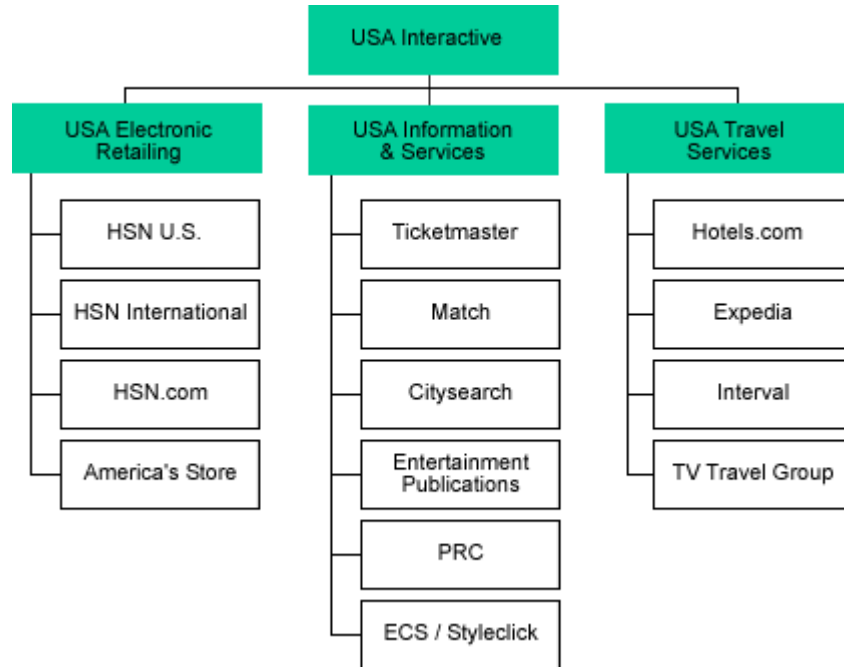 USA Interactive
USA Electronic
Retailing
USA Information
& Services
USA Travel
Services
HSN U.S.
HSN International
HSN.com
America's Store
Ticketmaster
Match
Citysearch
Entertainment
Publications
PRC
ECS / Styleclick
Hotels.com
Expedia
Interval
TV Travel Group